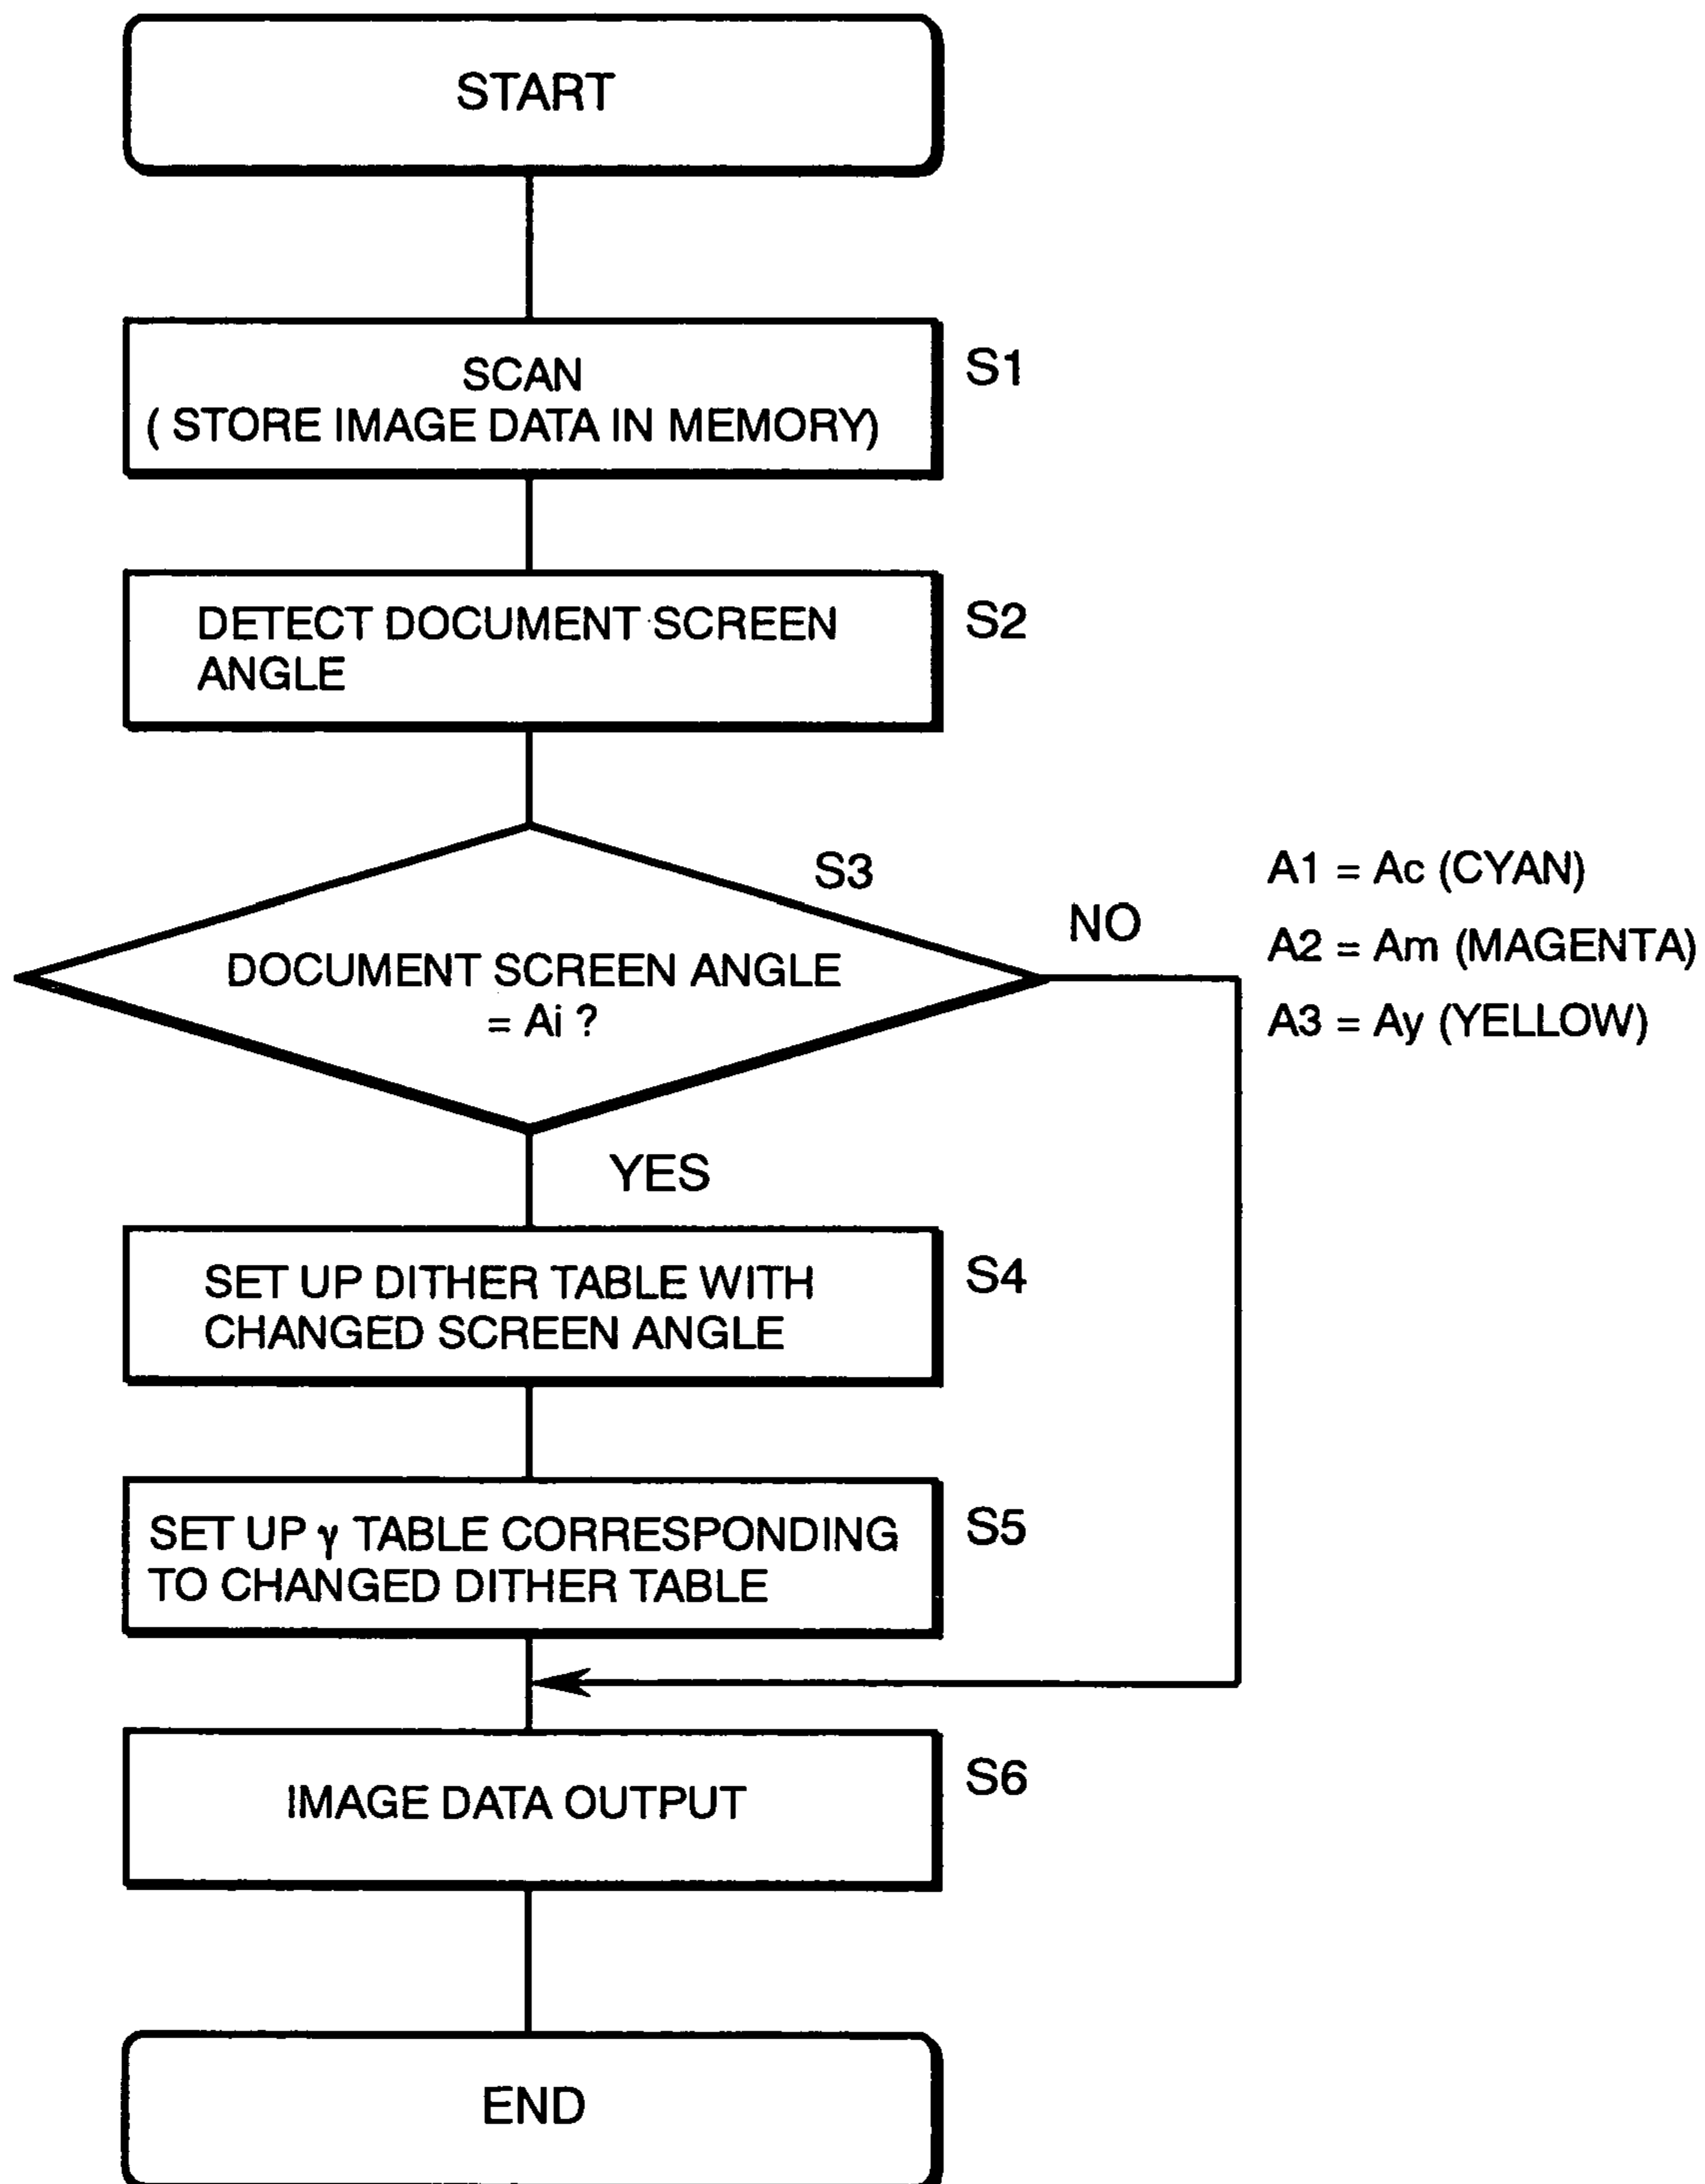 START
SCAN
( STORE IMAGE DATA IN MEMORY)
S1
DETECT DOCUMENT SCREEN
ANGLE
S2
S3
DOCUMENT SCREEN ANGLE
= Ai ?
NO
A1 = Ac (CYAN)
A2 = Am (MAGENTA)
A3 = Ay (YELLOW)
YES
SET UP DITHER TABLE WITH
CHANGED SCREEN ANGLE
S4
SET UP γ TABLE CORRESPONDING
TO CHANGED DITHER TABLE
S5
IMAGE DATA OUTPUT
S6
END